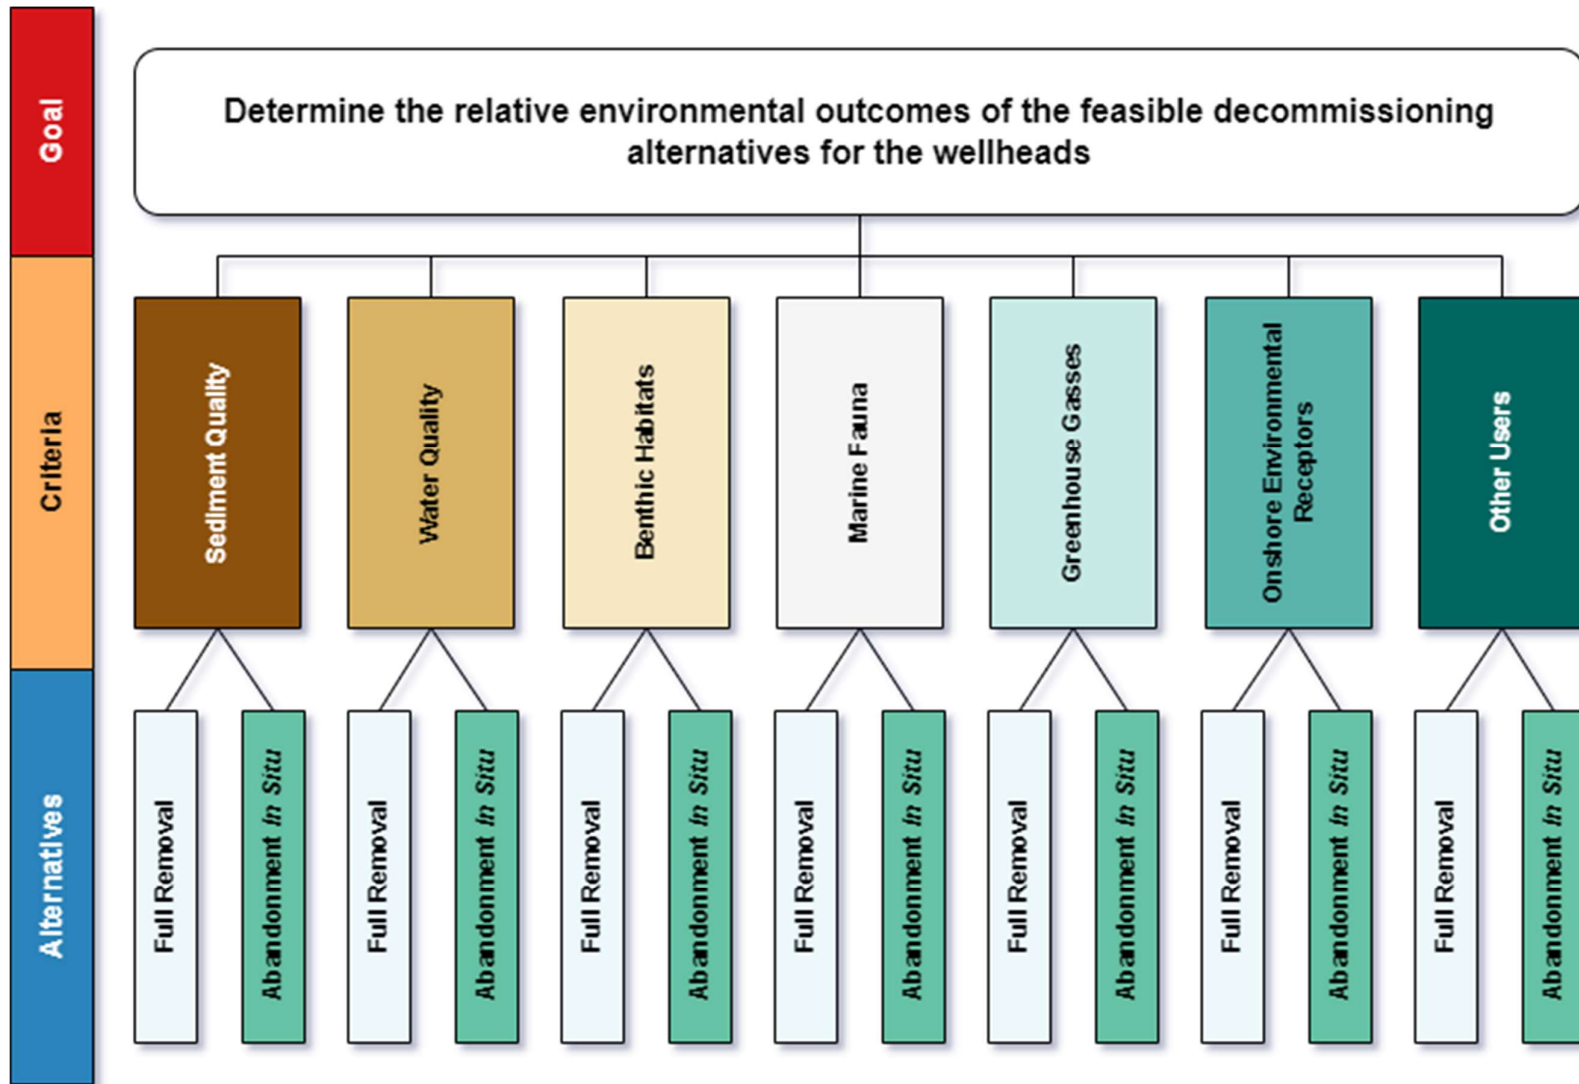 Goal
Determine the relative environmental outcomes of the feasible decommissioning
alternatives for the wellheads
Criteria
Sediment Quality
Water Quality
Benthic Habitats
Marine Fauna
Greenhouse Gasses
Onshore Environmental
Receptors
Other Users
Alternatives
Full Removal
Abandonment In Situ
Full Removal
Abandonment In Situ
Full Removal
Abandonment In Situ
Full Removal
Abandonment In Situ
Full Removal
Abandonment In Situ
Full Removal
Abandonment In Situ
Full Removal
Abandonment In Situ